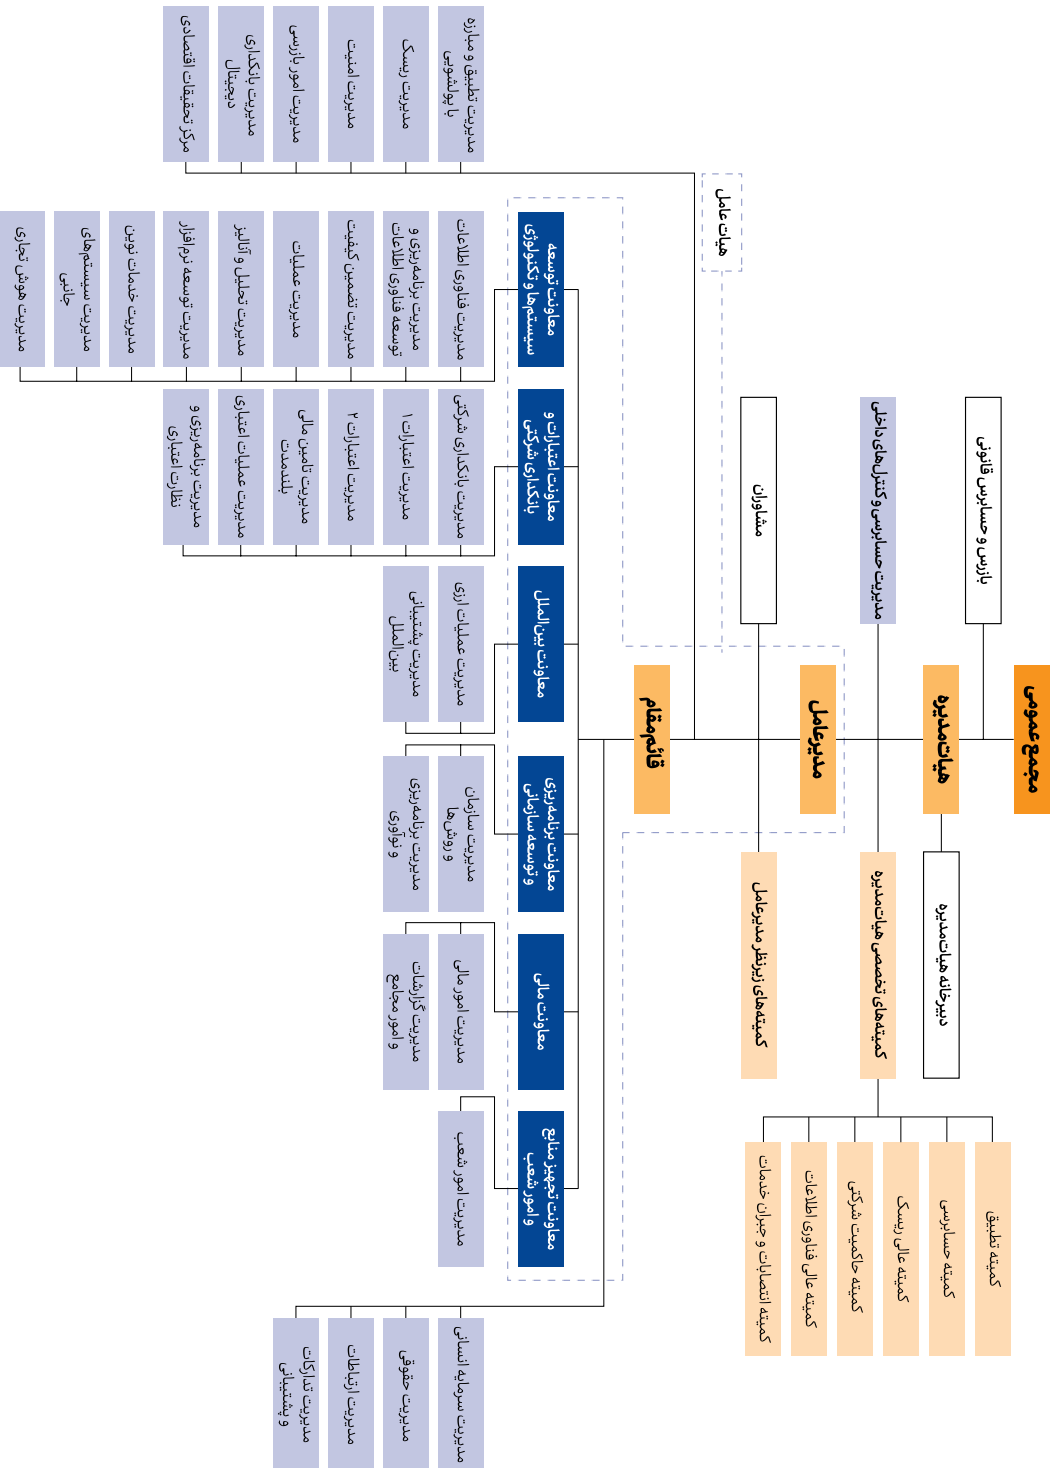 مجمع عمومی
بازرس و حسابرس قانونی
هیات‌مدیره
دبیرخانه هیات‌مدیره
مدیریت حسابرسی و کنترل‌های داخلی
کمیته‌های تخصصی هیات‌مدیره
کمیته تطبیق
کمیته حسابرسی
کمیته عالی ریسک
کمیته حاکمیت شرکتی
کمیته عالی فناوری اطلاعات
کمیته انتصابات و جبران خدمات
مدیرعامل
مشاوران
کمیته‌های زیرنظر مدیرعامل
هیات عامل
قائم‌مقام
مدیریت تطبیق و مبارزه
با پولشویی
مدیریت ریسک
مدیریت امنیت
مدیریت امور بازرسی
مدیریت بانکداری
دیجیتال
مرکز تحقیقات اقتصادی
معاونت توسعه
سیستم‌ها و تکنولوژی
مدیریت فناوری اطلاعات
مدیریت برنامه‌ریزی و
توسعه فناوری اطلاعات
مدیریت تضمین کیفیت
مدیریت عملیات
مدیریت تحلیل و آنالیز
مدیریت توسعه نرم‌افزار
مدیریت خدمات نوین
مدیریت سیستم‌های
جانبی
مدیریت هوش تجاری
معاونت اعتبارات و
بانکداری شرکتی
مدیریت بانکداری شرکتی
مدیریت اعتبارات ۱
مدیریت اعتبارات ۲
مدیریت تامین مالی
بلندمدت
مدیریت عملیات اعتباری
مدیریت برنامه‌ریزی و
نظارت اعتباری
معاونت بین‌الملل
مدیریت عملیات ارزی
مدیریت پشتیبانی
بین‌الملل
معاونت برنامه‌ریزی
و توسعه سازمانی
مدیریت سازمان
و روش‌ها
مدیریت برنامه‌ریزی
و نوآوری
معاونت مالی
مدیریت امور مالی
مدیریت گزارشات
و امور مجامع
معاونت تجهیز منابع
و امور شعب
مدیریت امور شعب
مدیریت سرمایه انسانی
مدیریت حقوقی
مدیریت ارتباطات
مدیریت تدارکات
و پشتیبانی